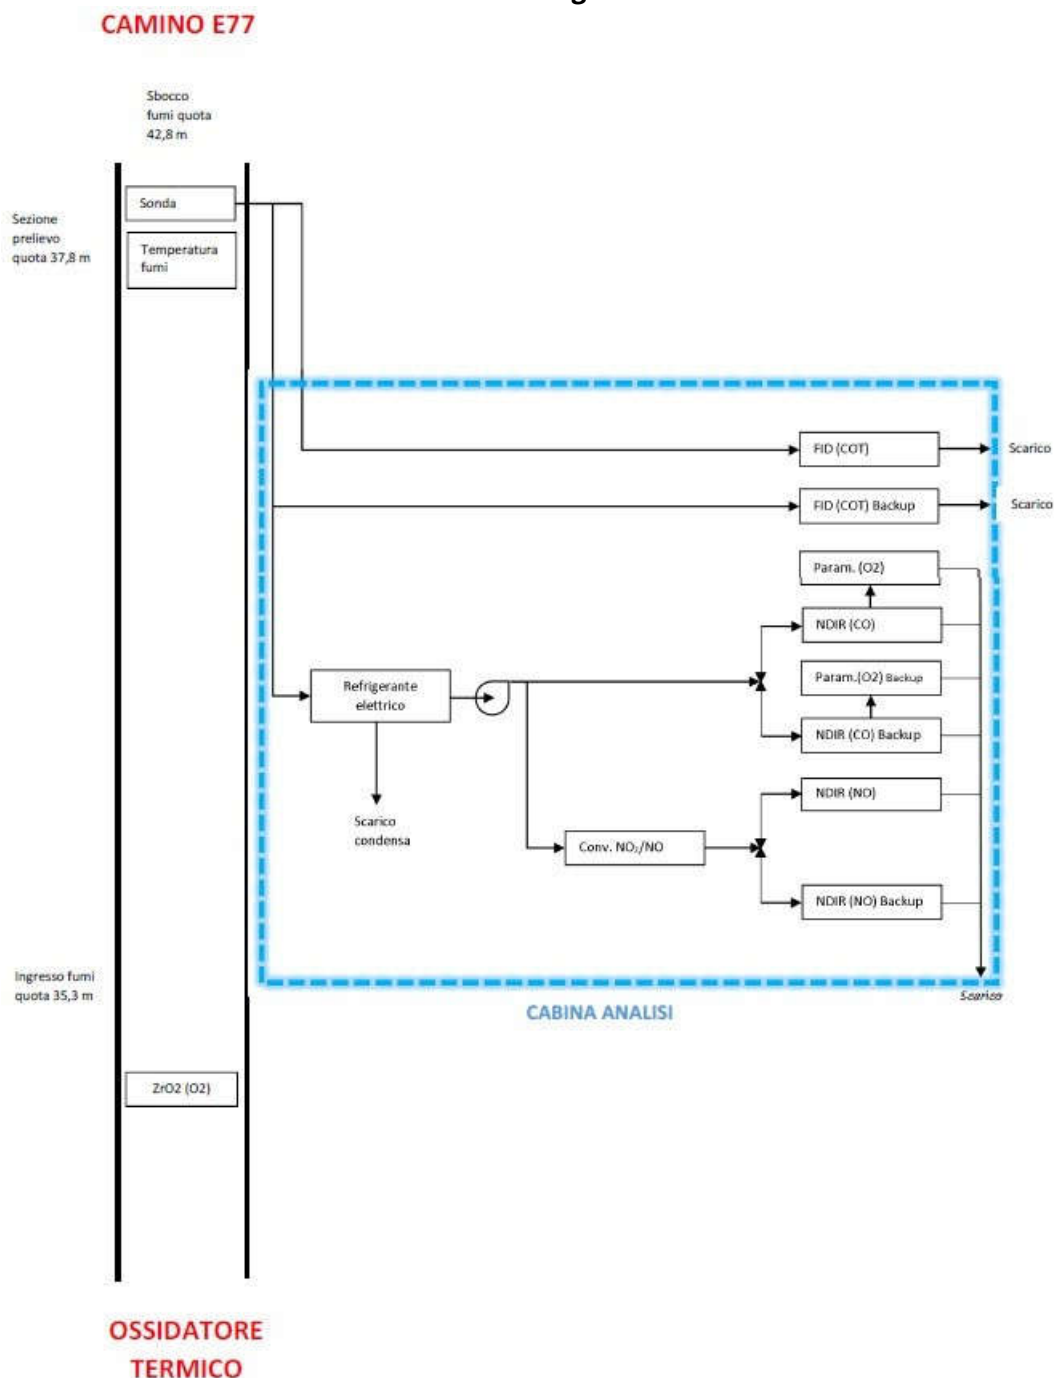 CAMINO E77
Sbocco
fumi quota
42,8 m
Sonda
Sezione
prelievo
quota 37,8 m
Temperatura
fumi
FID (COT)
Scarico
FID (COT) Backup
Scarico
Param. (O2)
NDIR (CO)
Param.(O2) Backup
Refrigerante
elettrico
NDIR (CO) Backup
NDIR (NO)
Scarico
condensa
Conv. NO₂/NO
NDIR (NO) Backup
Ingresso fumi
quota 35,3 m
Scarico
CABINA ANALISI
ZrO2 (O2)
OSSIDATORE
TERMICO